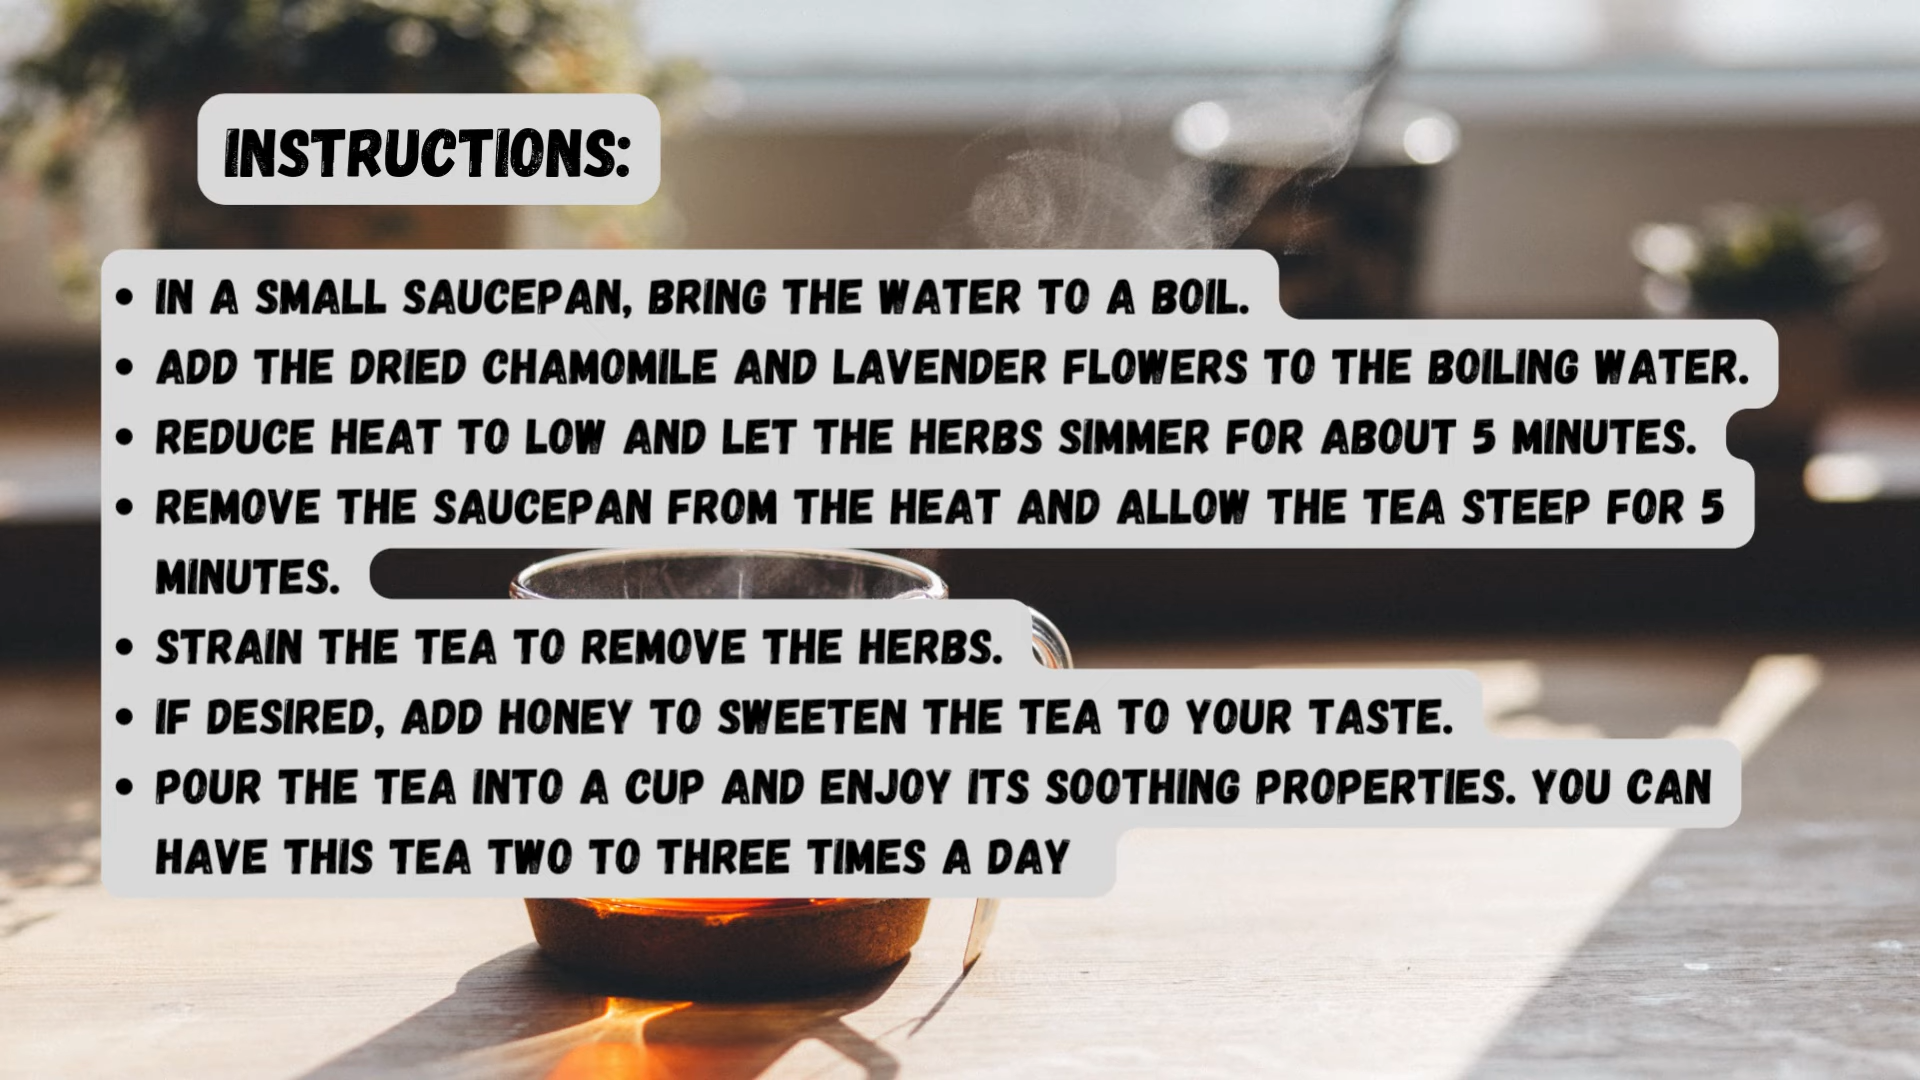 INSTRUCTIONS:
• IN A SMALL SAUCEPAN, BRING THE WATER TO A BOIL.
• ADD THE DRIED CHAMOMILE AND LAVENDER FLOWERS TO THE BOILING WATER.
• REDUCE HEAT TO LOW AND LET THE HERBS SIMMER FOR ABOUT 5 MINUTES.
• REMOVE THE SAUCEPAN FROM THE HEAT AND ALLOW THE TEA STEEP FOR 5
MINUTES.
• STRAIN THE TEA TO REMOVE THE HERBS.
• IF DESIRED, ADD HONEY TO SWEETEN THE TEA TO YOUR TASTE.
• POUR THE TEA INTO A CUP AND ENJOY ITS SOOTHING PROPERTIES. YOU CAN
HAVE THIS TEA TWO TO THREE TIMES A DAY